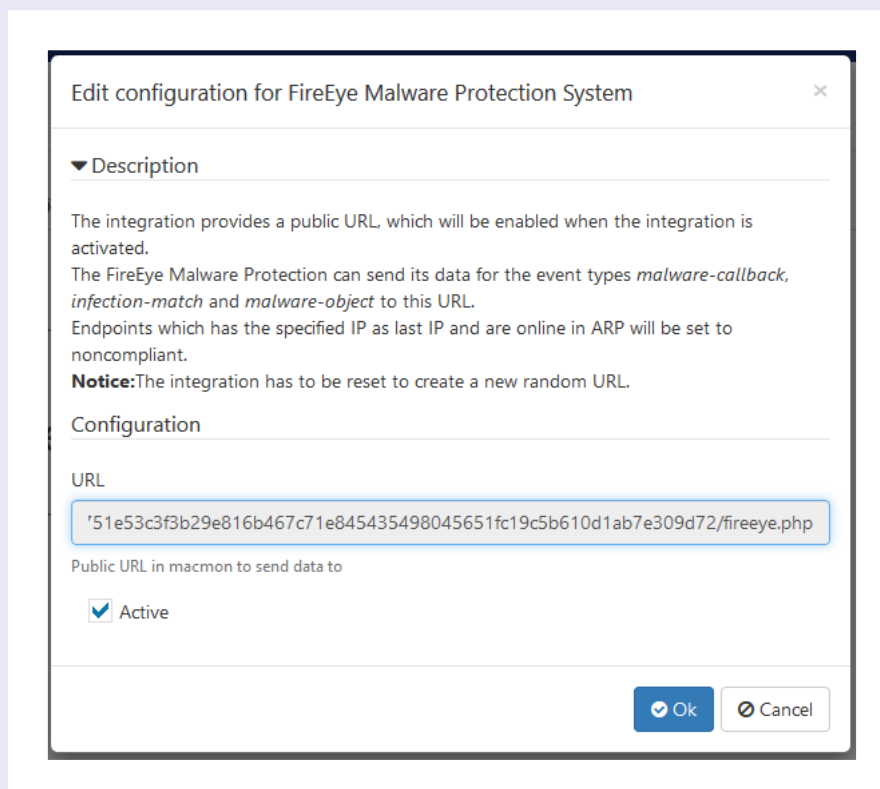 Edit configuration for FireEye Malware Protection System
Description
The integration provides a public URL, which will be enabled when the integration is
activated.
The FireEye Malware Protection can send its data for the event types malware-callback,
infection-match and malware-object to this URL.
Endpoints which has the specified IP as last IP and are online in ARP will be set to
noncompliant.
Notice:The integration has to be reset to create a new random URL.
Configuration
URL
51e53c3f3b29e816b467c71e845435498045651fc19c5b610d1ab7e309d72/fireeye.php
Public URL in macmon to send data to
Active
Ok
Cancel